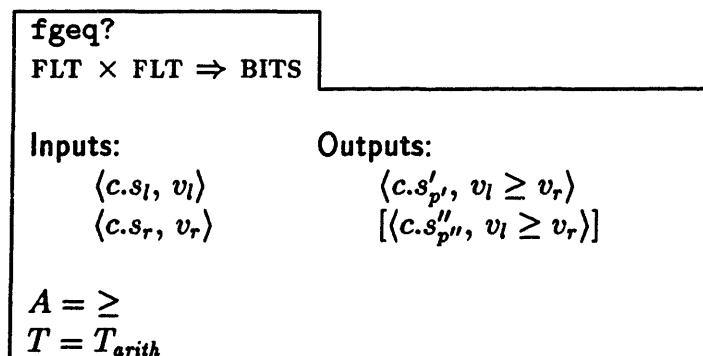 fgeq?
FLT × FLT ⇒ BITS
Inputs: Outputs:
⟨c.s_l, v_l⟩ ⟨c.s′_{p′}, v_l ≥ v_r⟩
⟨c.s_r, v_r⟩ [⟨c.s″_{p″}, v_l ≥ v_r⟩]
A = ≥
T = T_{arith}